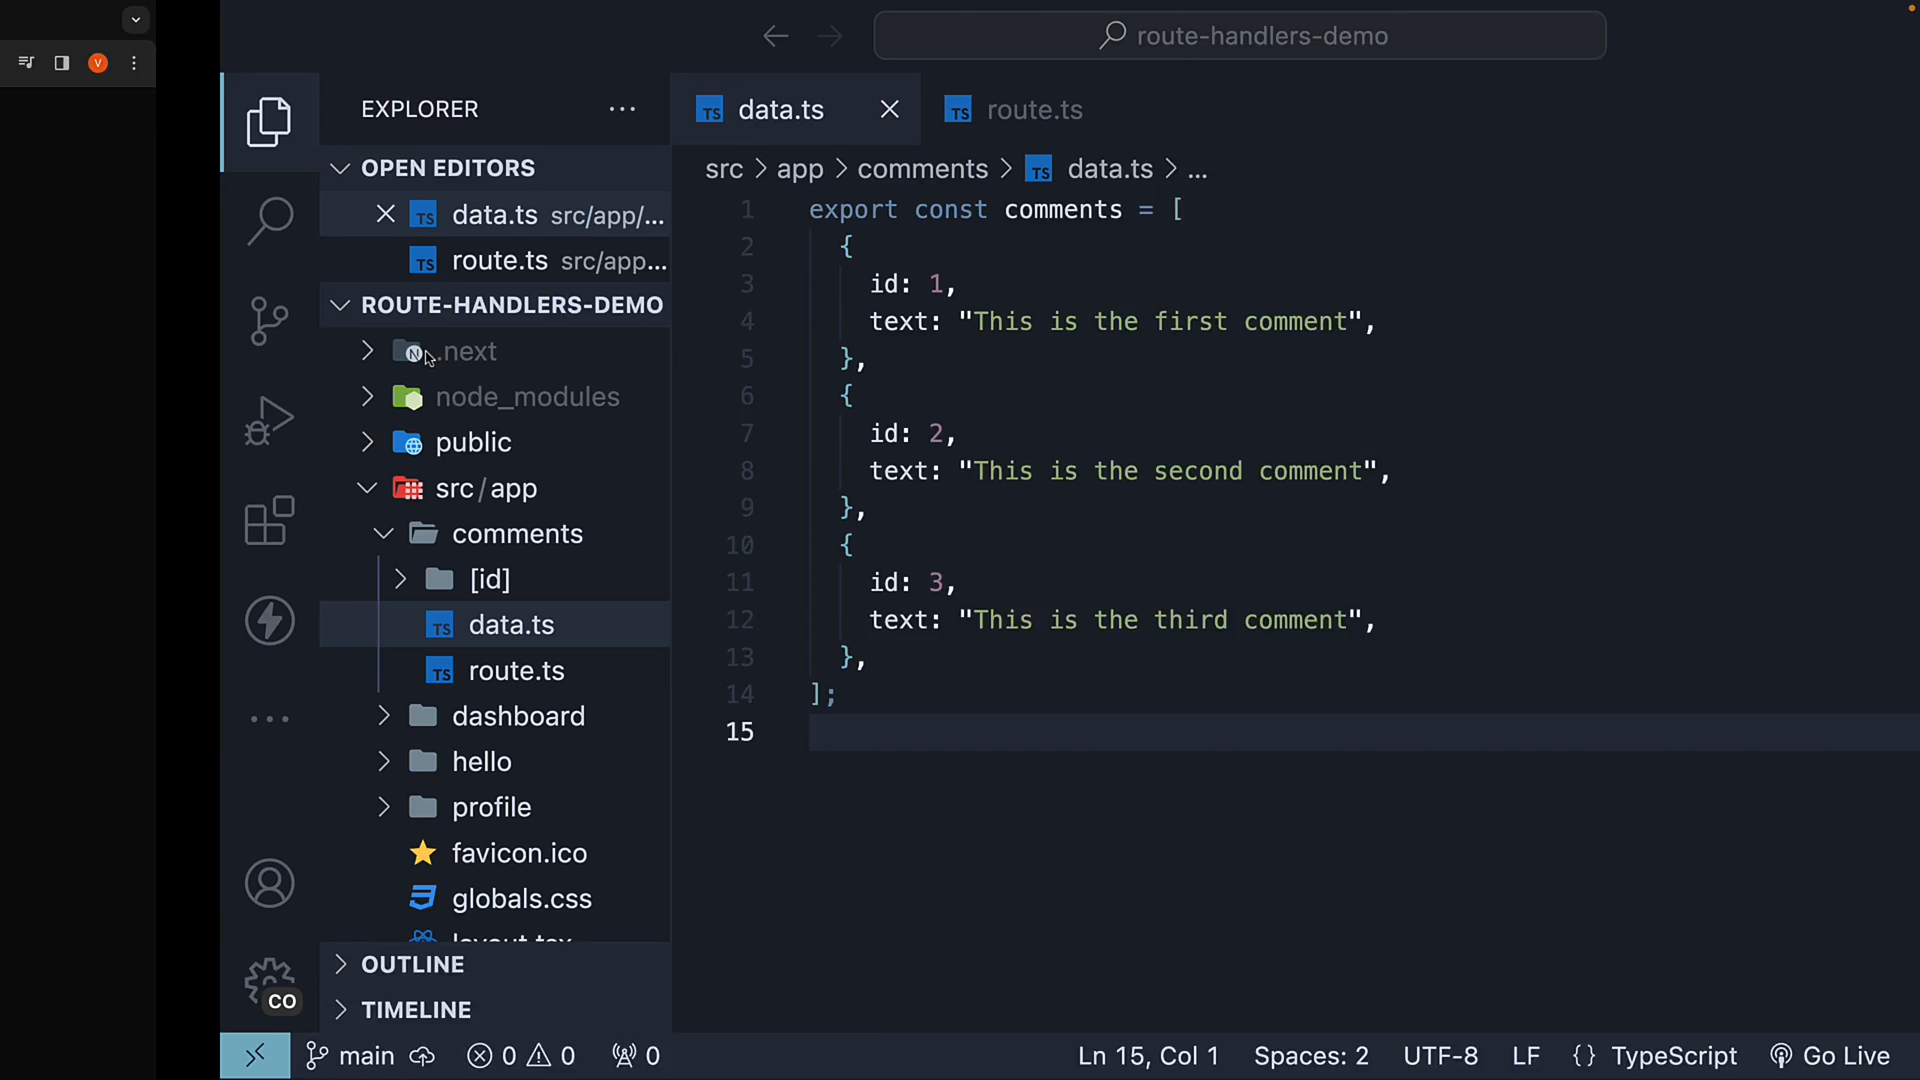 route-handlers-demo
V
EXPLORER
data.ts
route.ts
OPEN EDITORS
data.ts src/app/...
route.ts src/app...
ROUTE-HANDLERS-DEMO
.next
node_modules
public
src / app
comments
[id]
data.ts
route.ts
dashboard
hello
profile
favicon.ico
globals.css
layout.tsx
OUTLINE
TIMELINE
src > app > comments > TS data.ts > ...
1 export const comments = [
2 {
3 id: 1,
4 text: "This is the first comment",
5 },
6 {
7 id: 2,
8 text: "This is the second comment",
9 },
10 {
11 id: 3,
12 text: "This is the third comment",
13 },
14 ];
15
CO
main 0 0 0 Ln 15, Col 1 Spaces: 2 UTF-8 LF {} TypeScript Go Live